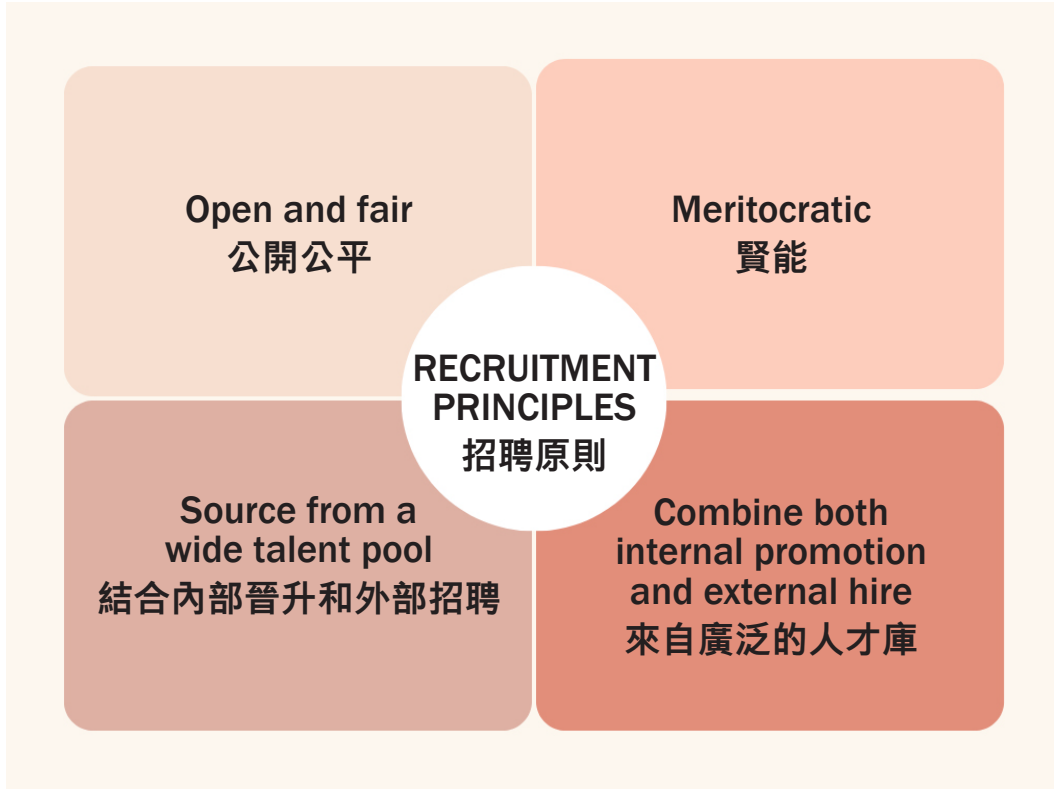 Open and fair
公開公平
Meritocratic
賢能
RECRUITMENT
PRINCIPLES
招聘原則
Source from a
wide talent pool
結合內部晉升和外部招聘
Combine both
internal promotion
and external hire
來自廣泛的人才庫